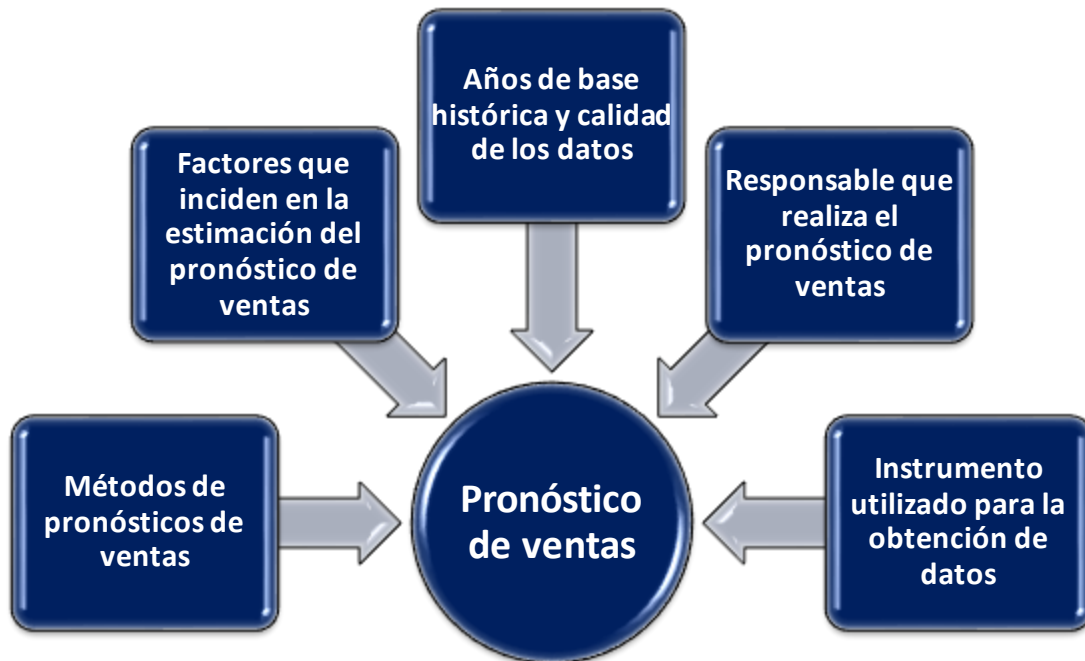 Años de base
histórica y calidad
de los datos
Factores que
inciden en la
estimación del
pronóstico de
ventas
Responsable que
realiza el
pronóstico de
ventas
Métodos de
pronósticos de
ventas
Pronóstico
de ventas
Instrumento
utilizado para la
obtención de
datos